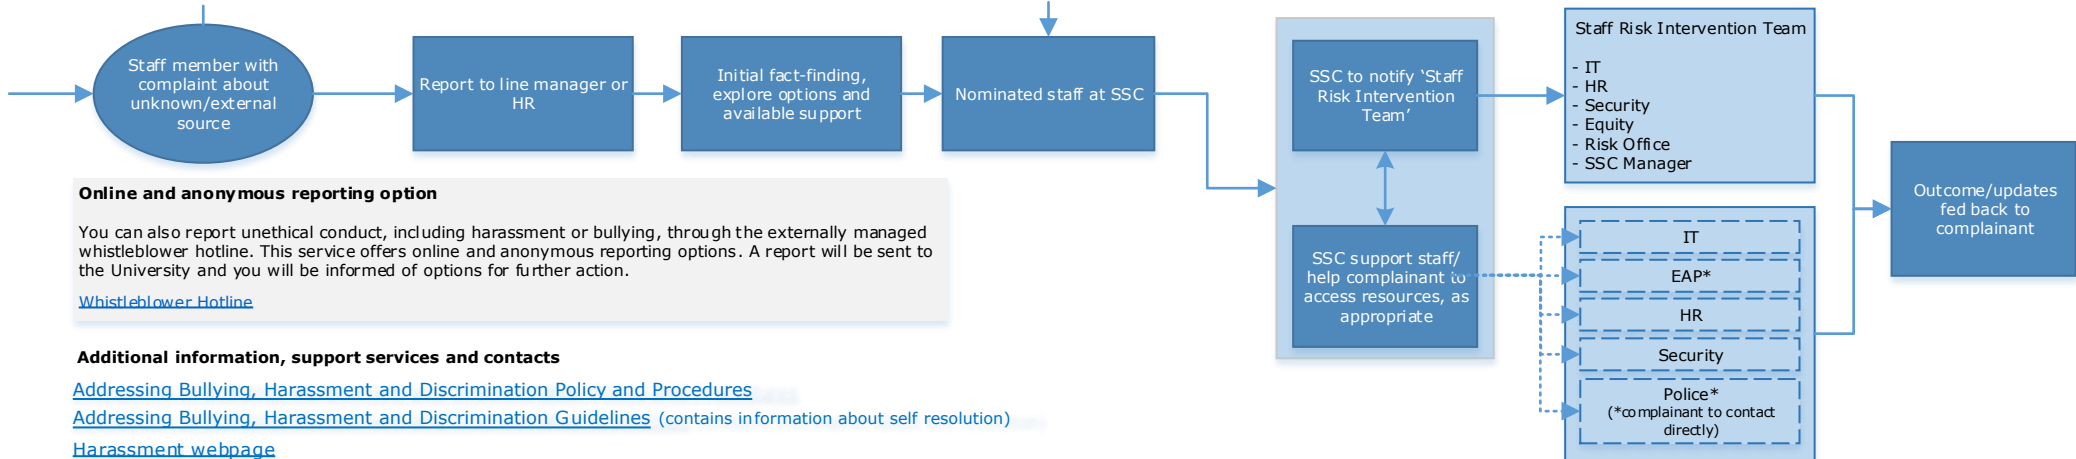 Staff member with
complaint about
unknown/external
source
Report to line manager or
HR
Initial fact-finding,
explore options and
available support
Nominated staff at SSC
SSC to notify ‘Staff
Risk Intervention
Team’
SSC support staff/
help complainant to
access resources, as
appropriate
Staff Risk Intervention Team
- IT
- HR
- Security
- Equity
- Risk Office
- SSC Manager
IT
EAP*
HR
Security
Police*
(*complainant to contact
directly)
Outcome/updates
fed back to
complainant
Online and anonymous reporting option
You can also report unethical conduct, including harassment or bullying, through the externally managed
whistleblower hotline. This service offers online and anonymous reporting options. A report will be sent to
the University and you will be informed of options for further action.
Whistleblower Hotline
Additional information, support services and contacts
Addressing Bullying, Harassment and Discrimination Policy and Procedures
Addressing Bullying, Harassment and Discrimination Guidelines (contains information about self resolution)
Harassment webpage